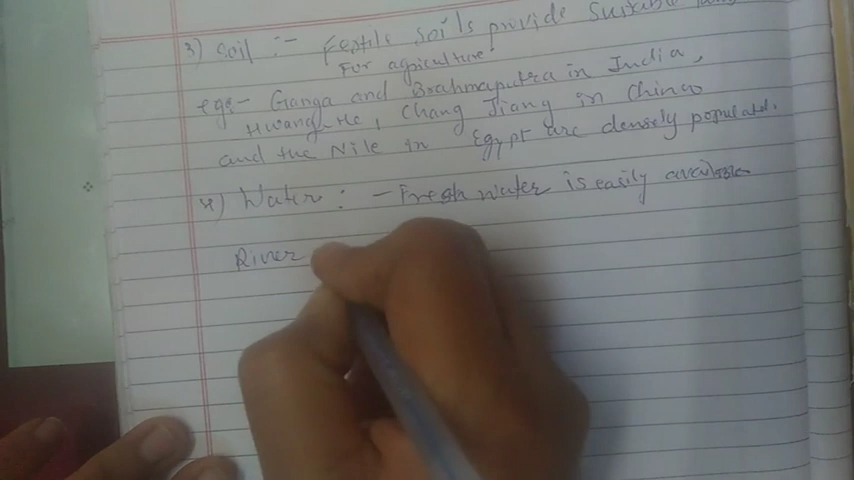 3) Soil :- Fertile soils provide Suitable
For agriculture
eg:- Ganga and Brahmaputra in India,
Hwang-He, Chang Jiang in China
and the Nile in Egypt are densely populated.
4) Water : - Fresh water is easily available
River